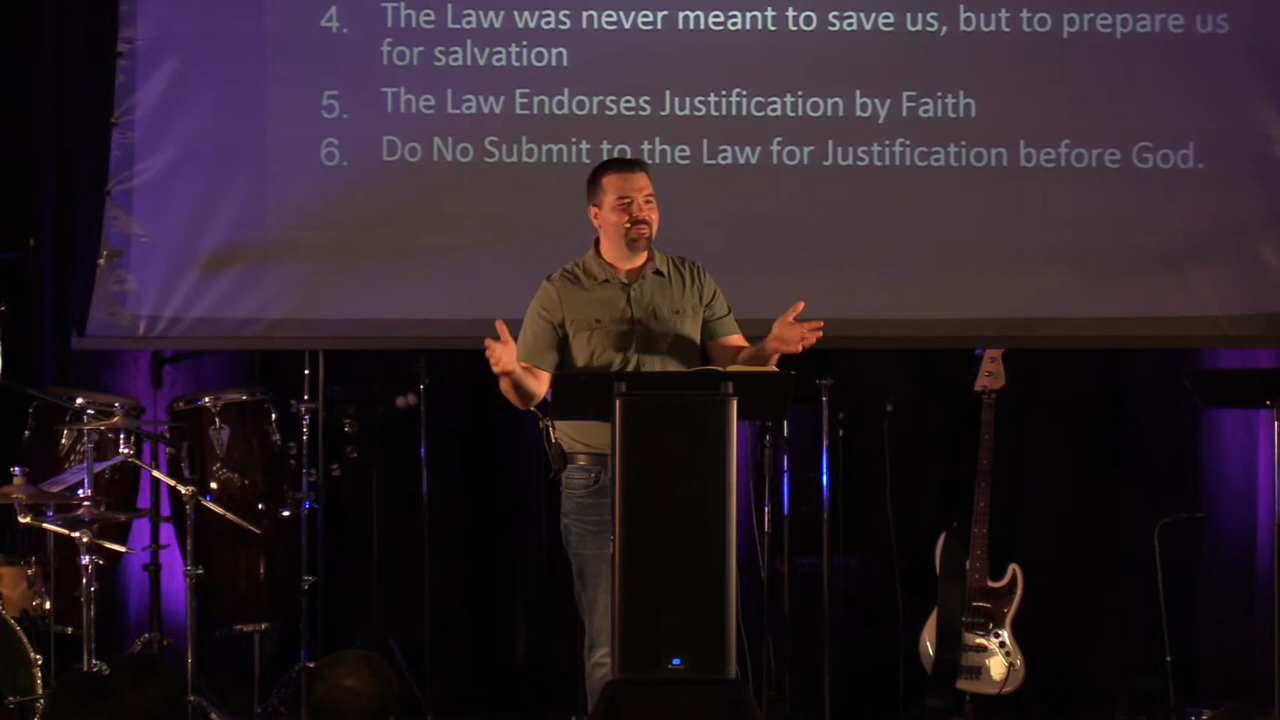 4. The Law was never meant to save us, but to prepare us
for salvation
5. The Law Endorses Justification by Faith
6. Do No Submit to the Law for Justification before God.